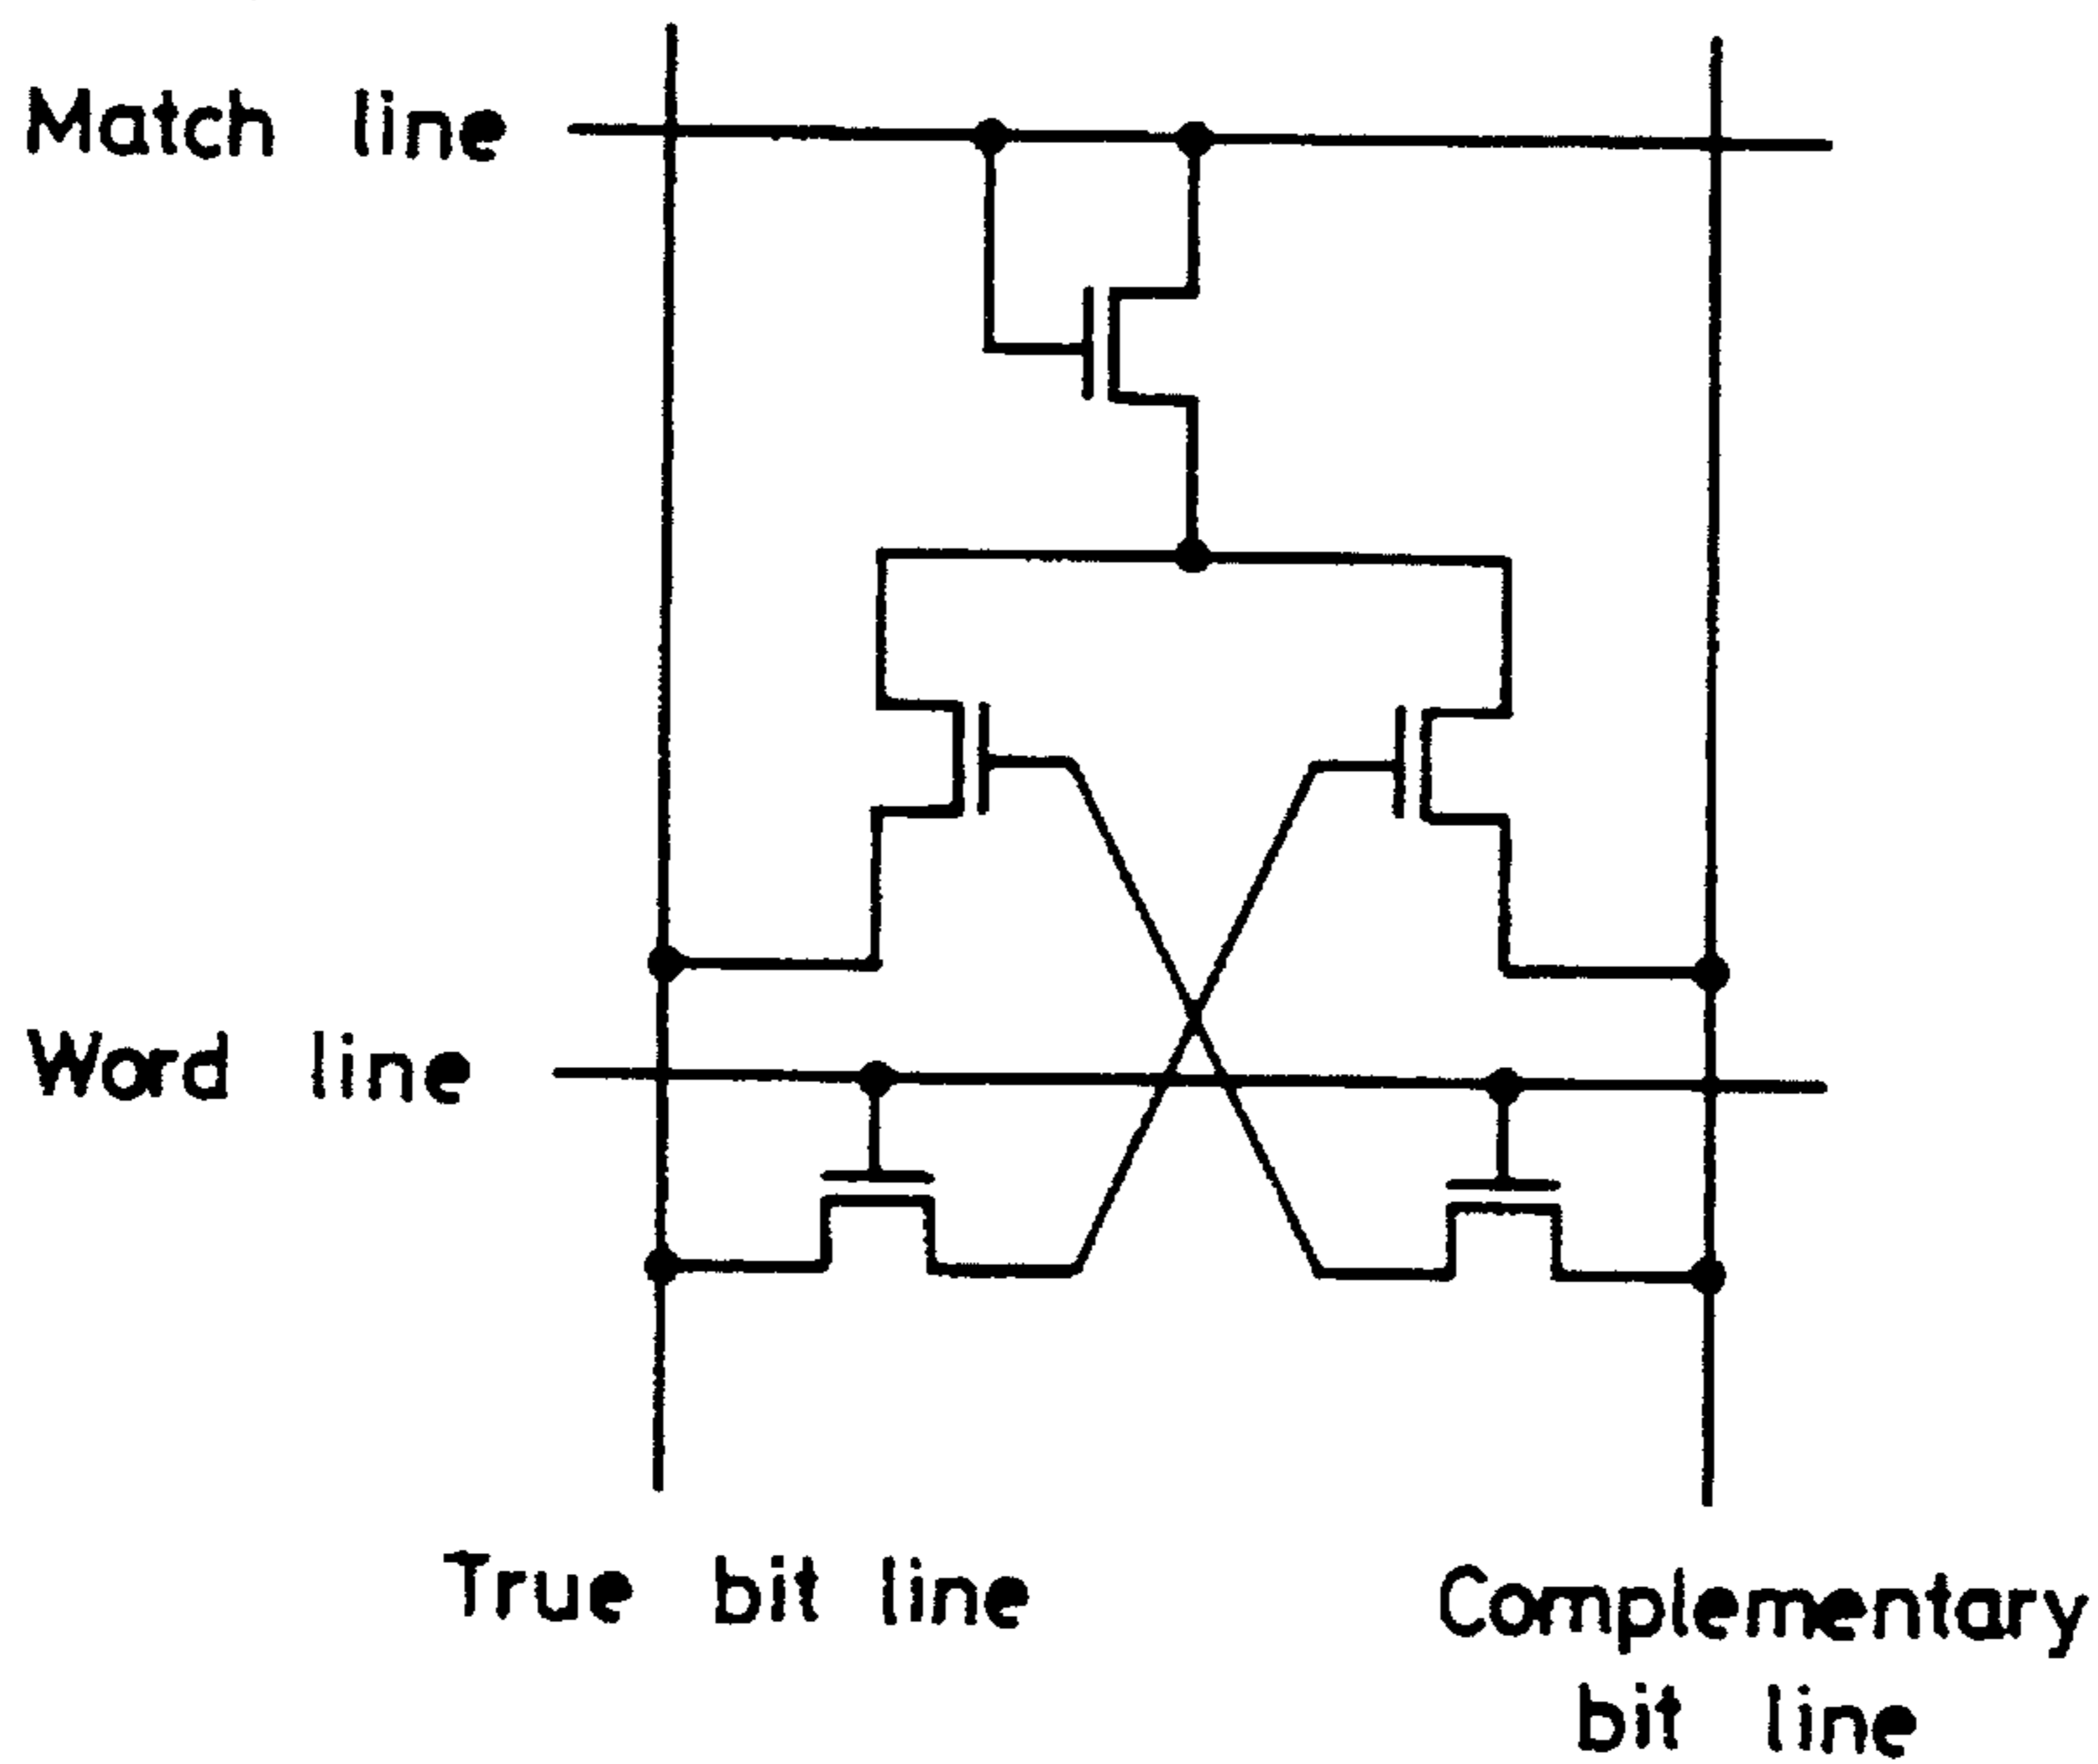 Match line
Word line
True bit line
Complementary
bit line